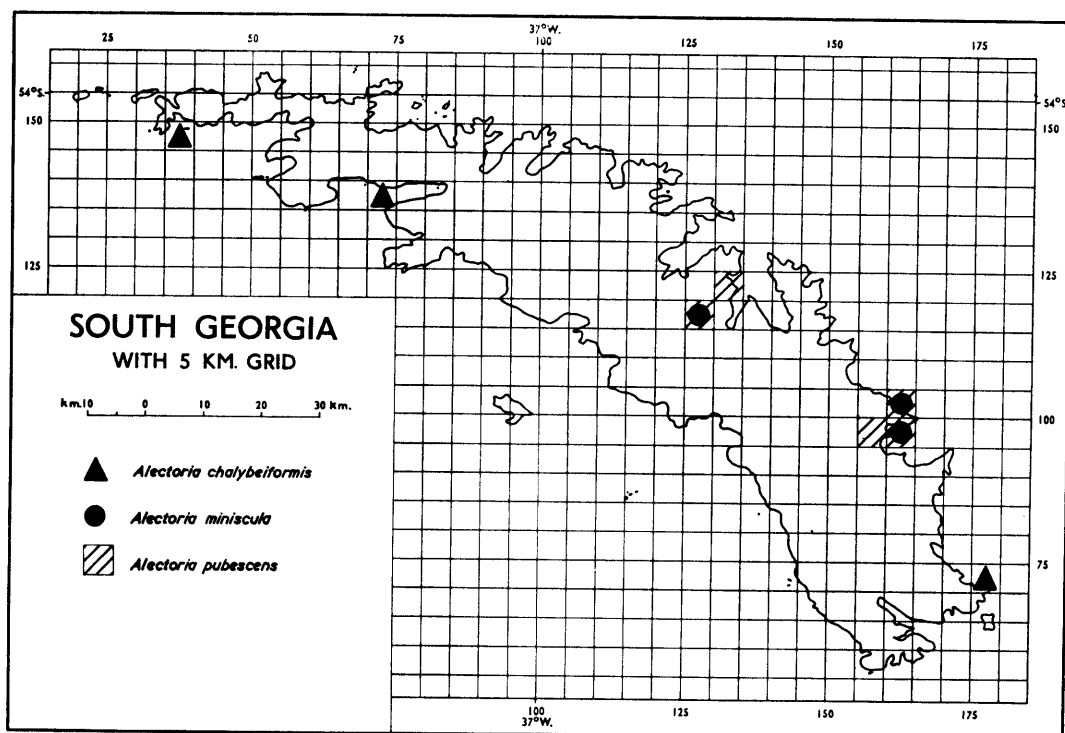 37°W.
25 50 75 100 125 150 175
54°S. 54°S.
150 150
125 125
SOUTH GEORGIA
WITH 5 KM. GRID
km.10 0 10 20 30 km.
100
Alectoria chalybeiformis
Alectoria miniscula
Alectoria pubescens
75
100 125 150 175
37°W.